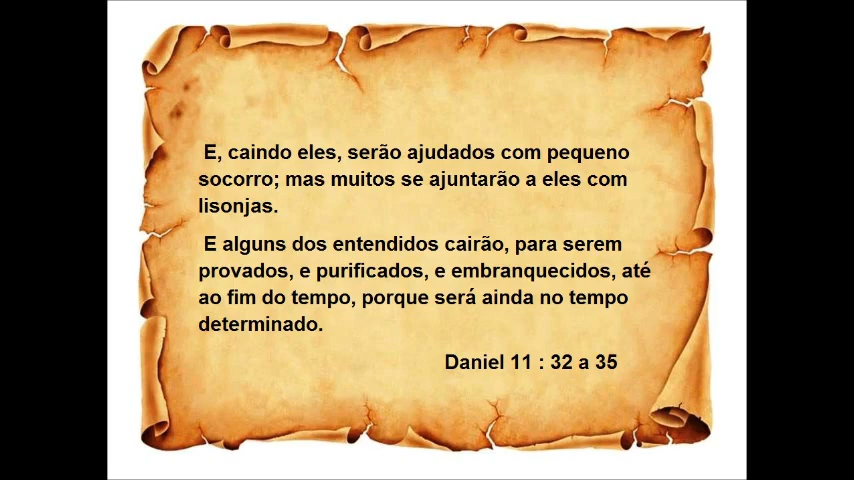 E, caindo eles, serão ajudados com pequeno
socorro; mas muitos se ajuntarão a eles com
lisonjas.
E alguns dos entendidos cairão, para serem
provados, e purificados, e embranquecidos, até
ao fim do tempo, porque será ainda no tempo
determinado.
Daniel 11 : 32 a 35